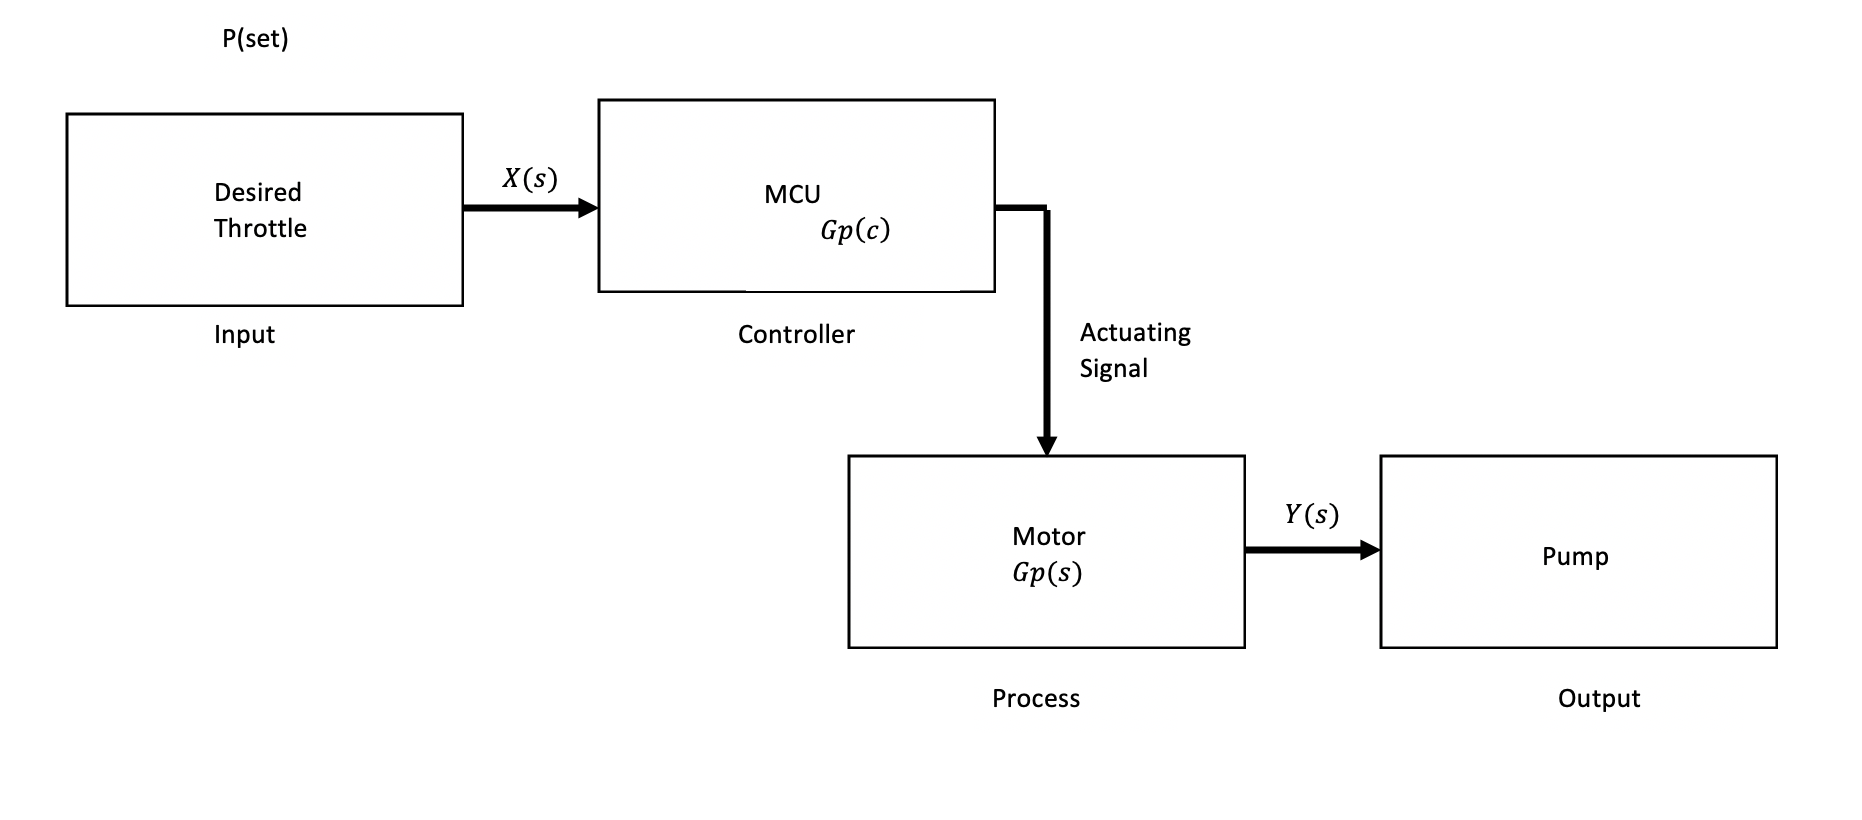 P(set)
Desired
Throttle
X(s)
MCU
Gp(c)
Input
Controller
Actuating
Signal
Motor
Gp(s)
Y(s)
Pump
Process
Output